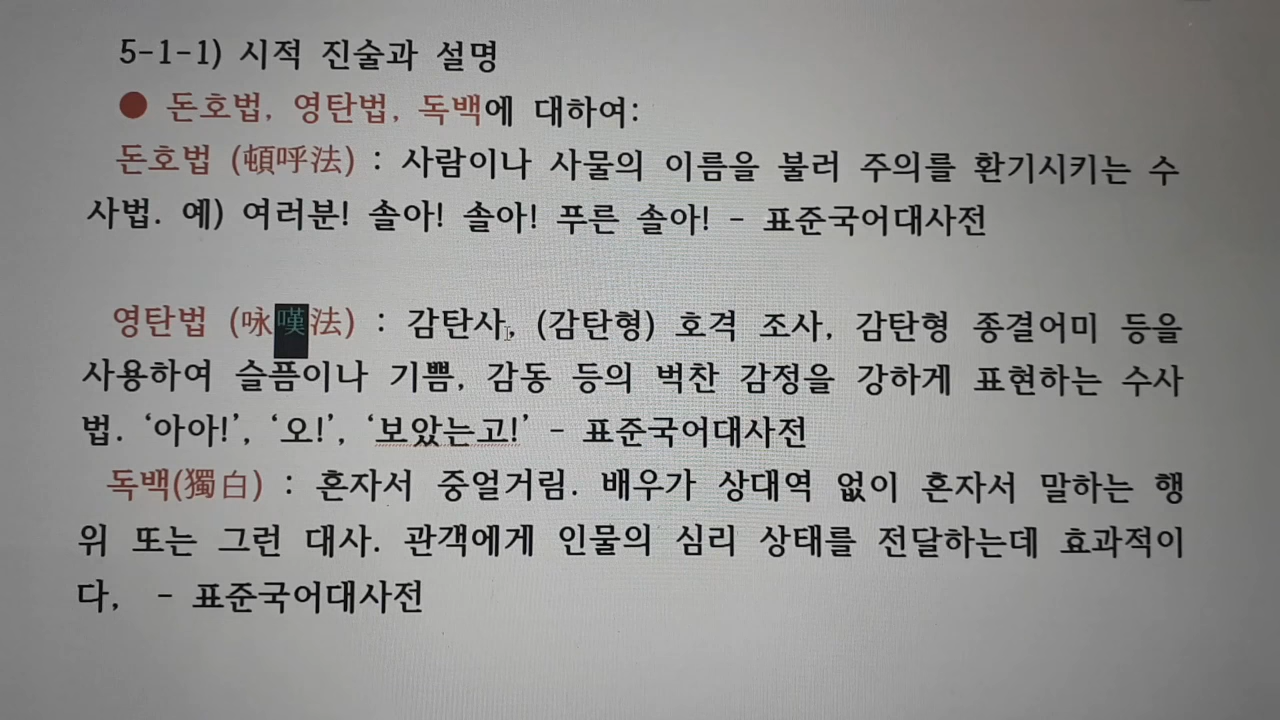 5-1-1) 시적 진술과 설명
● 돈호법, 영탄법, 독백에 대하여:
돈호법 (頓呼法) : 사람이나 사물의 이름을 불러 주의를 환기시키는 수
사법. 예) 여러분! 솔아! 솔아! 푸른 솔아! - 표준국어대사전
영탄법 (咏嘆法) : 감탄사, (감탄형) 호격 조사, 감탄형 종결어미 등을
사용하여 슬픔이나 기쁨, 감동 등의 벅찬 감정을 강하게 표현하는 수사
법. ‘아아!’, ‘오!’, ‘보았는고!’ - 표준국어대사전
독백(獨白) : 혼자서 중얼거림. 배우가 상대역 없이 혼자서 말하는 행
위 또는 그런 대사. 관객에게 인물의 심리 상태를 전달하는데 효과적이
다, - 표준국어대사전